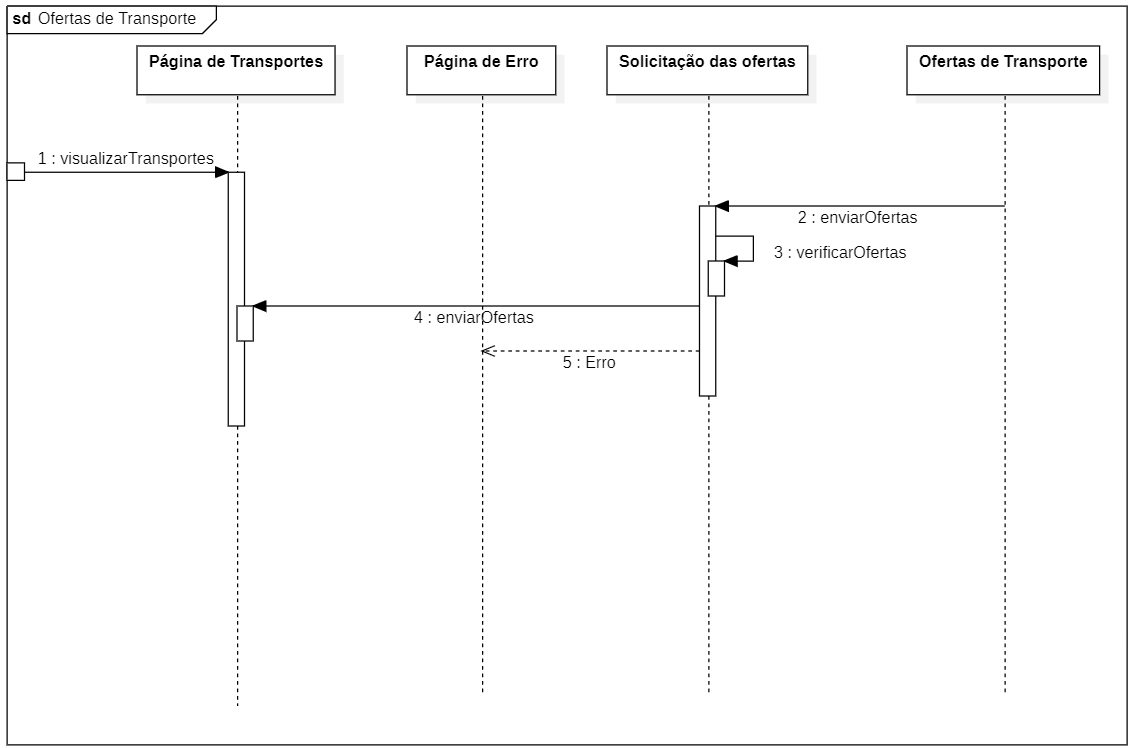 sd Ofertas de Transporte
Página de Transportes
Página de Erro
Solicitação das ofertas
Ofertas de Transporte
1 : visualizarTransportes
2 : enviarOfertas
3 : verificarOfertas
4 : enviarOfertas
5 : Erro